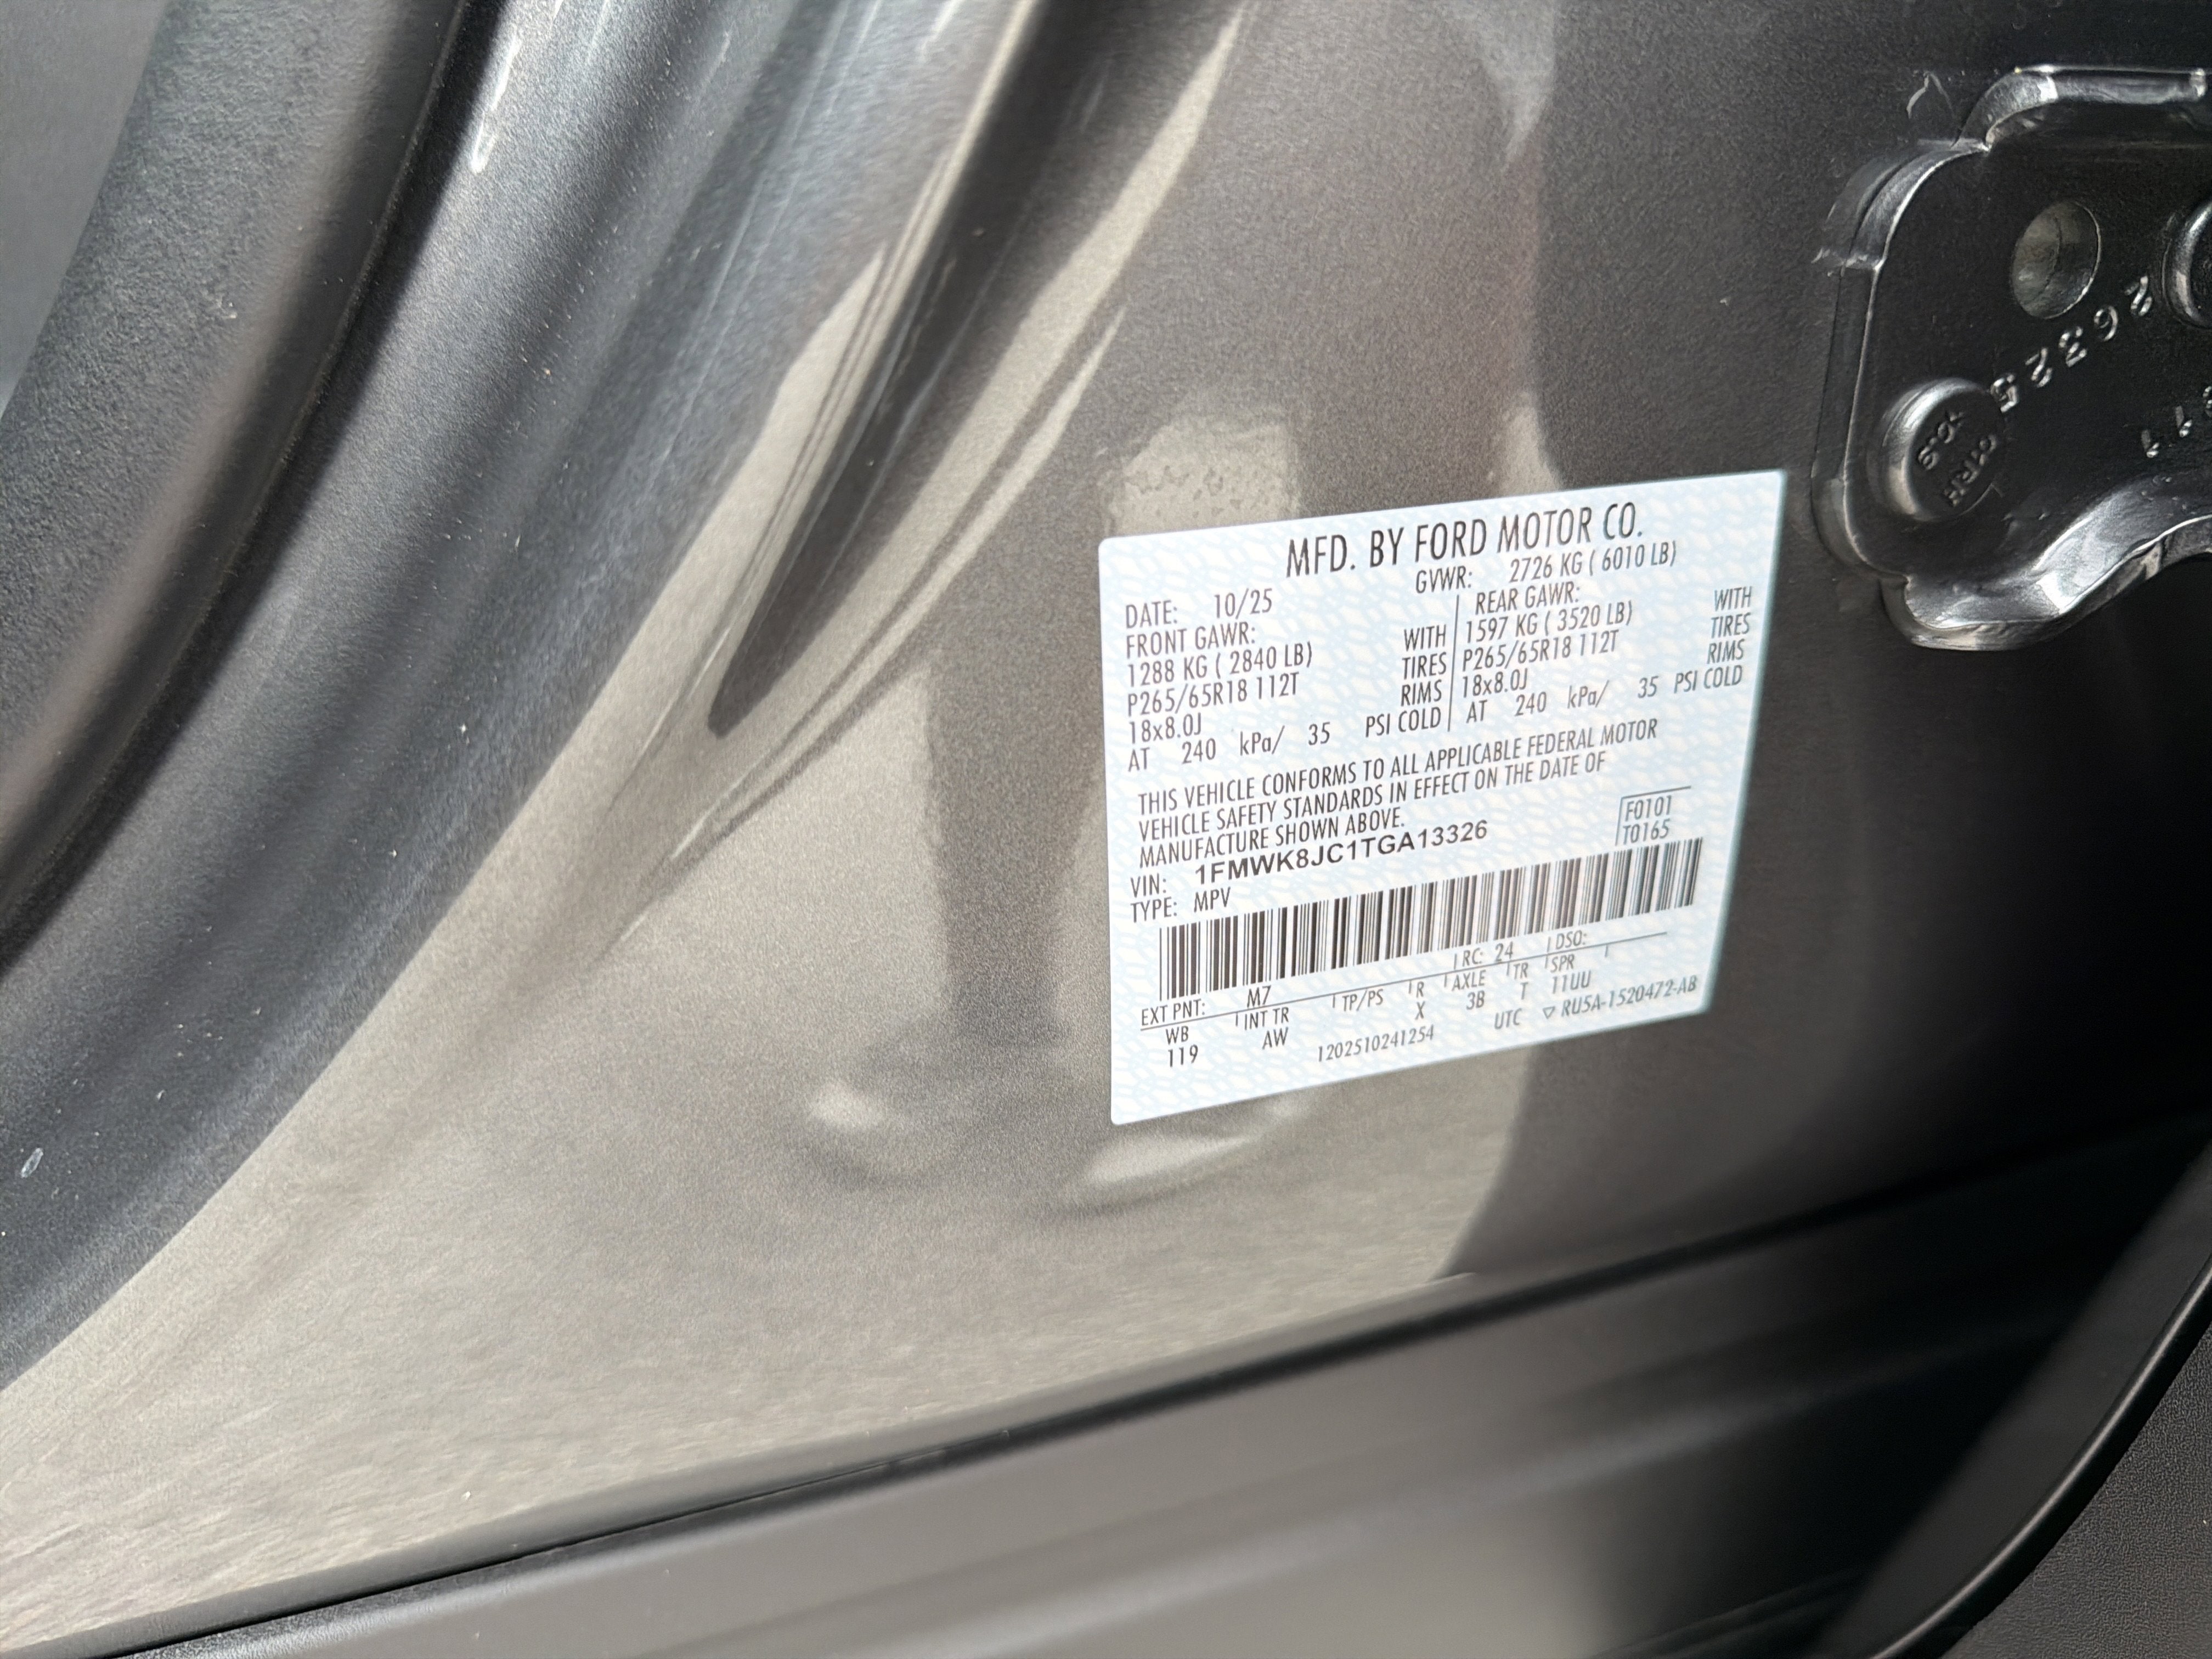 MFD. BY FORD MOTOR CO.
DATE: 10/25 GVWR: 2726 KG ( 6010 LB)
FRONT GAWR: REAR GAWR:
1288 KG ( 2840 LB) WITH 1597 KG ( 3520 LB) WITH
P265/65R18 112T TIRES P265/65R18 112T TIRES
18x8.0J RIMS 18x8.0J RIMS
AT 240 kPa/ 35 PSI COLD AT 240 kPa/ 35 PSI COLD
THIS VEHICLE CONFORMS TO ALL APPLICABLE FEDERAL MOTOR
VEHICLE SAFETY STANDARDS IN EFFECT ON THE DATE OF
MANUFACTURE SHOWN ABOVE.
F0101
T0165
VIN: 1FMWK8JC1TGA13326
TYPE: MPV
EXT PNT: M7 RC: 24 DSO:
WB INT TR TP/PS R AXLE TR SPR
119 AW X 3B T 11UU
1202510241254 UTC ▽ RU5A-1520472-AB
26325